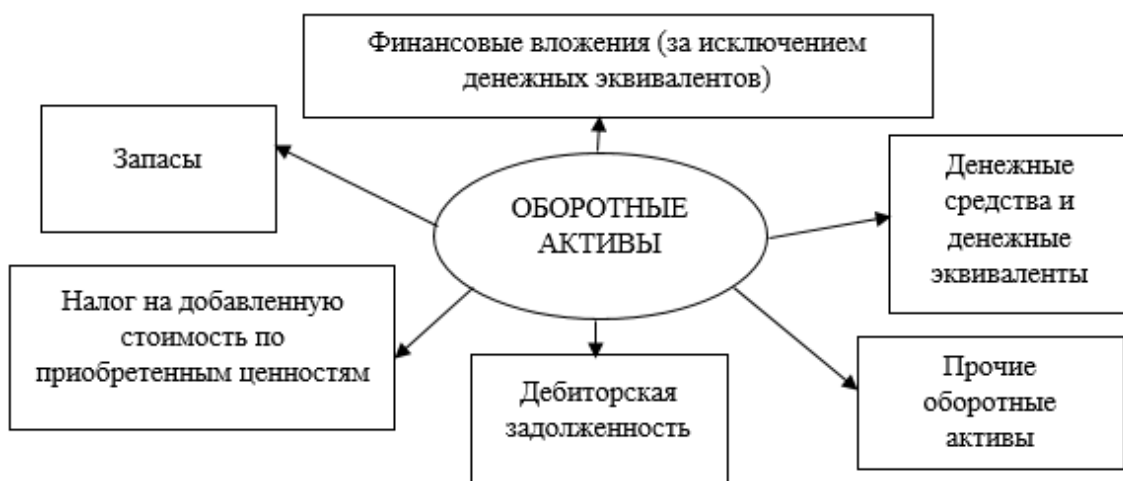 Финансовые вложения (за исключением
денежных эквивалентов)
Запасы
ОБОРОТНЫЕ
АКТИВЫ
Денежные
средства и
денежные
эквиваленты
Налог на добавленную
стоимость по
приобретенным ценностям
Дебиторская
задолженность
Прочие
оборотные
активы